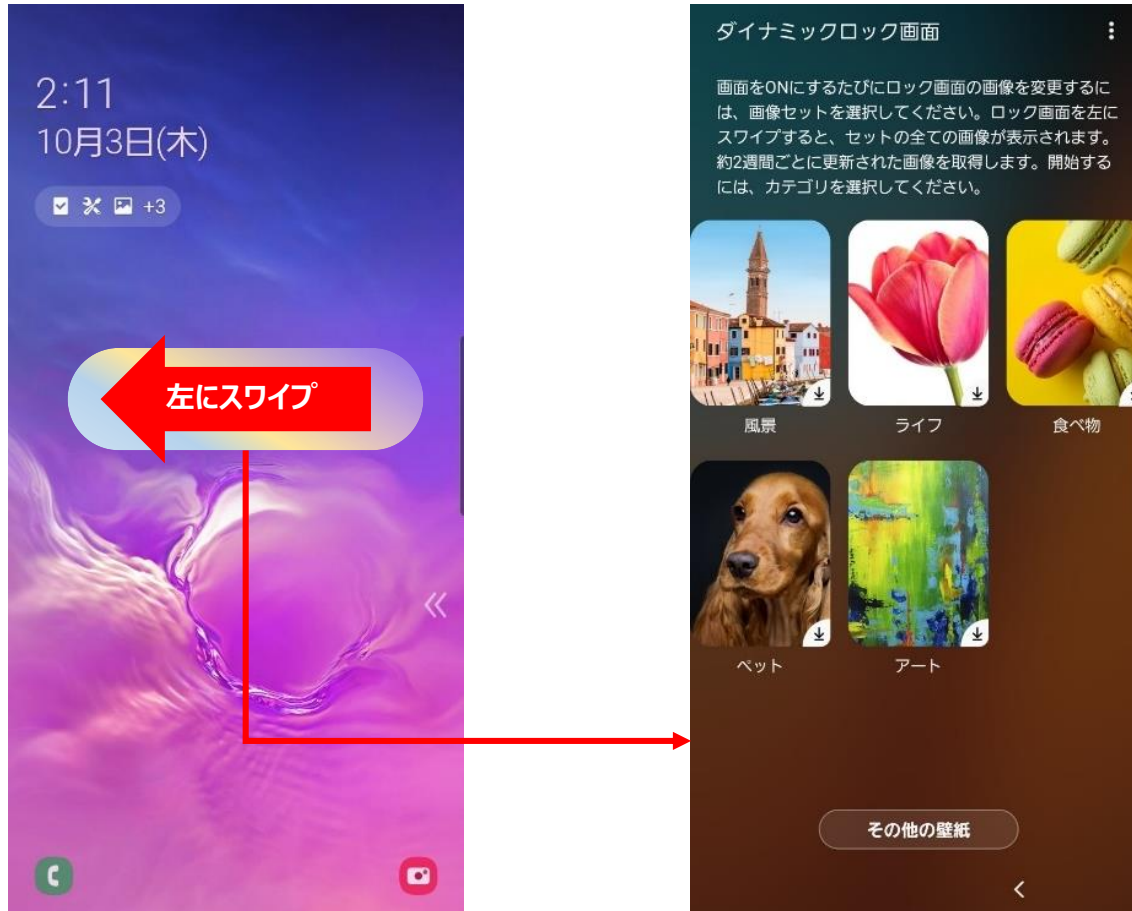 2:11
10月3日(木)
+3
左にスワイプ
ダイナミックロック画面
画面をONにするたびにロック画面の画像を変更するに
は、画像セットを選択してください。ロック画面を左に
スワイプすると、セットの全ての画像が表示されます。
約2週間ごとに更新された画像を取得します。開始する
には、カテゴリを選択してください。
風景
ライフ
食べ物
ペット
アート
その他の壁紙